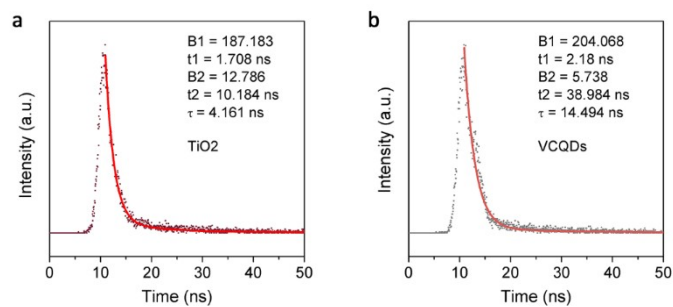 a
B1 = 187.183
t1 = 1.708 ns
B2 = 12.786
t2 = 10.184 ns
τ = 4.161 ns
TiO2
Intensity (a.u.)
0 10 20 30 40 50
Time (ns)
b
B1 = 204.068
t1 = 2.18 ns
B2 = 5.738
t2 = 38.984 ns
τ = 14.494 ns
VCQDs
Intensity (a.u.)
0 10 20 30 40 50
Time (ns)